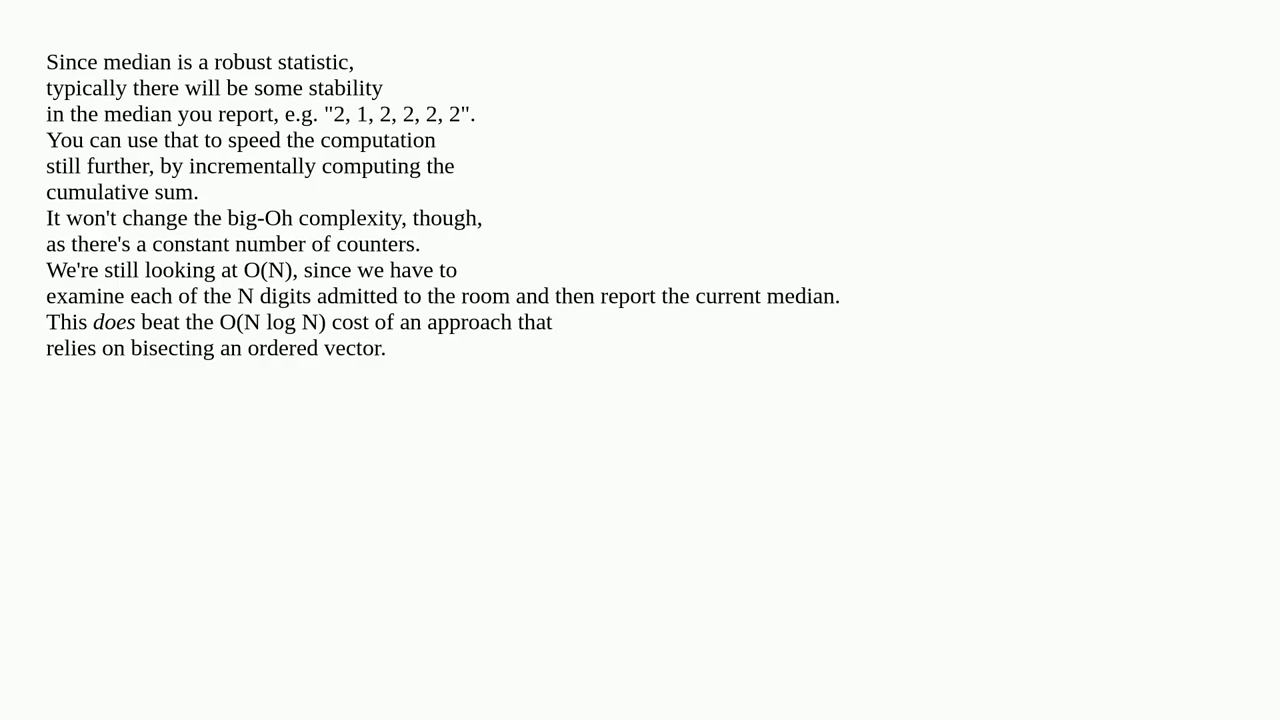 Since median is a robust statistic,
typically there will be some stability
in the median you report, e.g. "2, 1, 2, 2, 2, 2".
You can use that to speed the computation
still further, by incrementally computing the
cumulative sum.
It won't change the big-Oh complexity, though,
as there's a constant number of counters.
We're still looking at O(N), since we have to
examine each of the N digits admitted to the room and then report the current median.
This does beat the O(N log N) cost of an approach that
relies on bisecting an ordered vector.